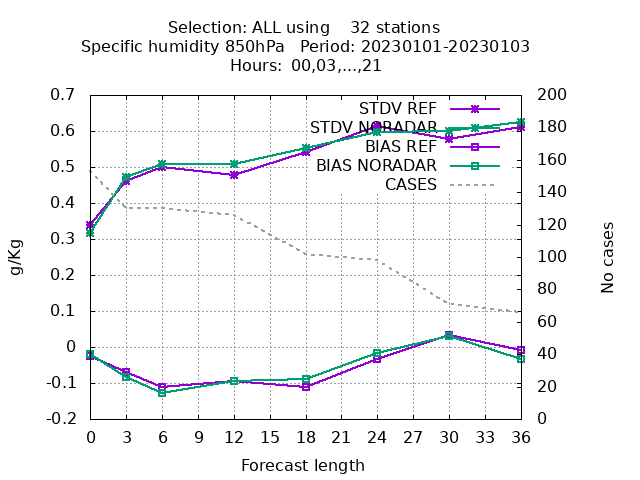 Selection: ALL using    32 stations
Specific humidity 850hPa   Period: 20230101-20230103
Hours:  00,03,...,21
0.7
0.6
0.5
0.4
0.3
0.2
0.1
0
-0.1
-0.2
g/Kg
STDV REF
STDV NORADAR
BIAS REF
BIAS NORADAR
CASES
200
180
160
140
120
100
80
60
40
20
0
No cases
0 3 6 9 12 15 18 21 24 27 30 33 36
Forecast length